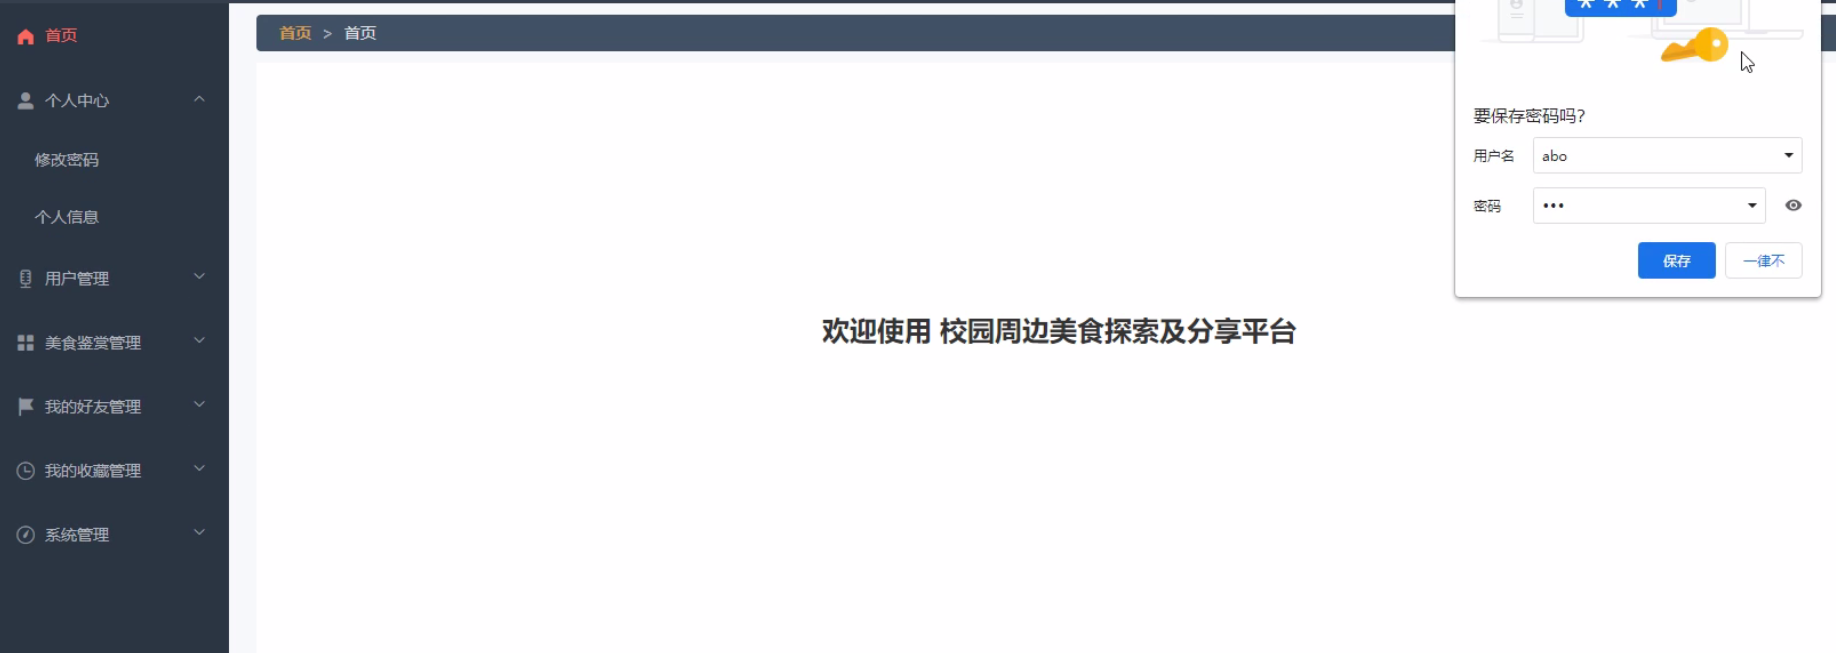 首页
个人中心
修改密码
个人信息
用户管理
美食鉴赏管理
我的好友管理
我的收藏管理
系统管理
首页 > 首页
欢迎使用 校园周边美食探索及分享平台
***
要保存密码吗?
用户名 abo
密码 •••
保存 一律不